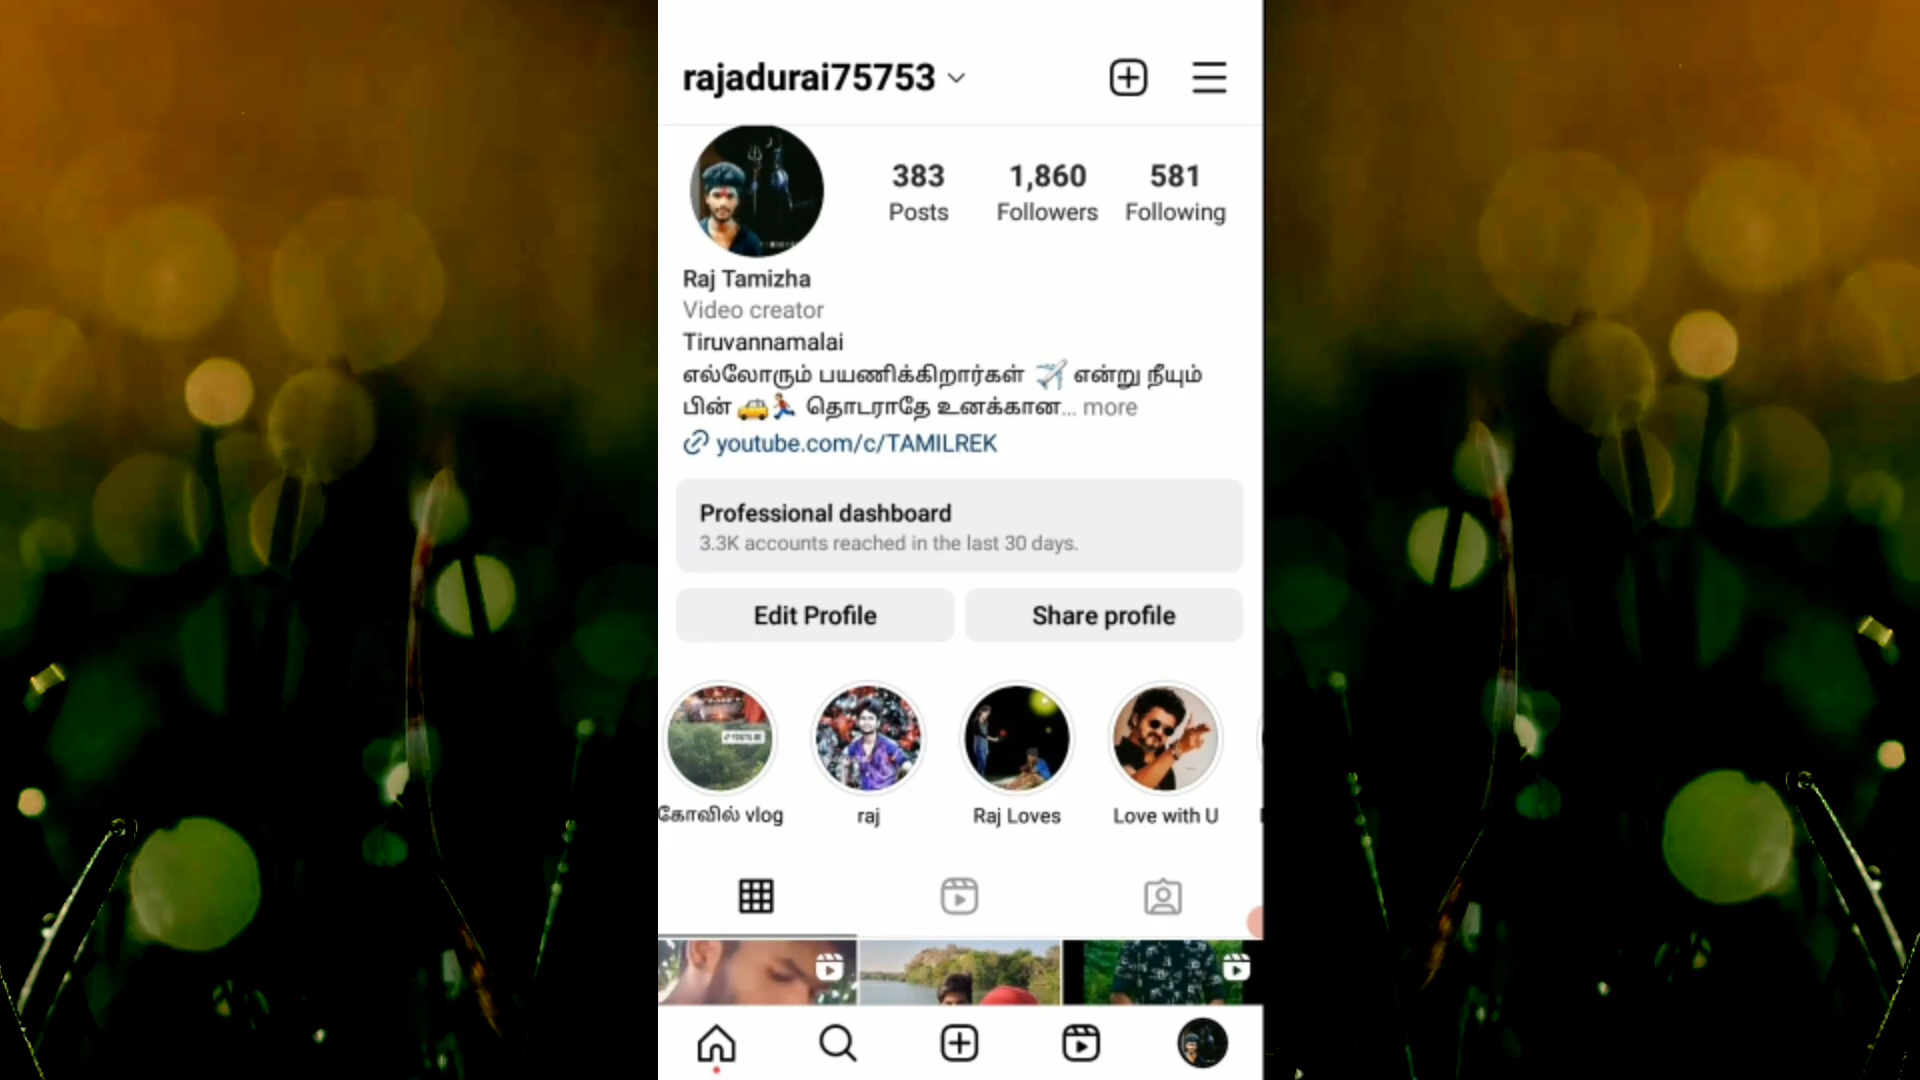 rajadurai75753
383 1,860 581
Posts Followers Following
Raj Tamizha
Video creator
Tiruvannamalai
எல்லோரும் பயணிக்கிறார்கள் ✈️ என்று நீயும்
பின் 🚕🏃 தொடராதே உனக்கான... more
youtube.com/c/TAMILREK
Professional dashboard
3.3K accounts reached in the last 30 days.
Edit Profile Share profile
YOUTUBE
கோவில் vlog raj Raj Loves Love with U